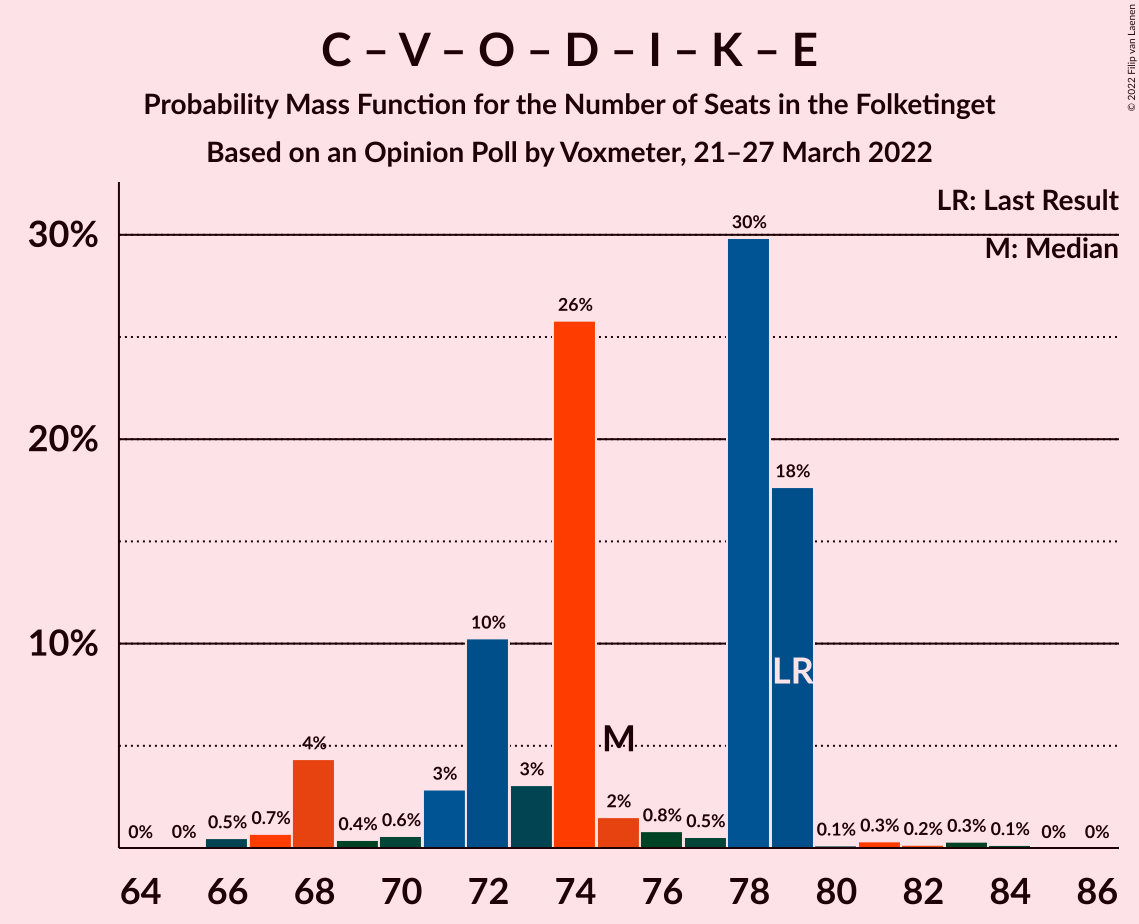 C – V – O – D – I – K – E
Probability Mass Function for the Number of Seats in the Folketinget
Based on an Opinion Poll by Voxmeter, 21–27 March 2022
© 2022 Filip van Laenen
LR: Last Result
M: Median
30%
20%
10%
0% 0% 0.5% 0.7% 4% 0.4% 0.6% 3% 10% 3% 26% 2% 0.8% 0.5% 30% 18% 0.1% 0.3% 0.2% 0.3% 0.1% 0% 0%
M
LR
64 66 68 70 72 74 76 78 80 82 84 86